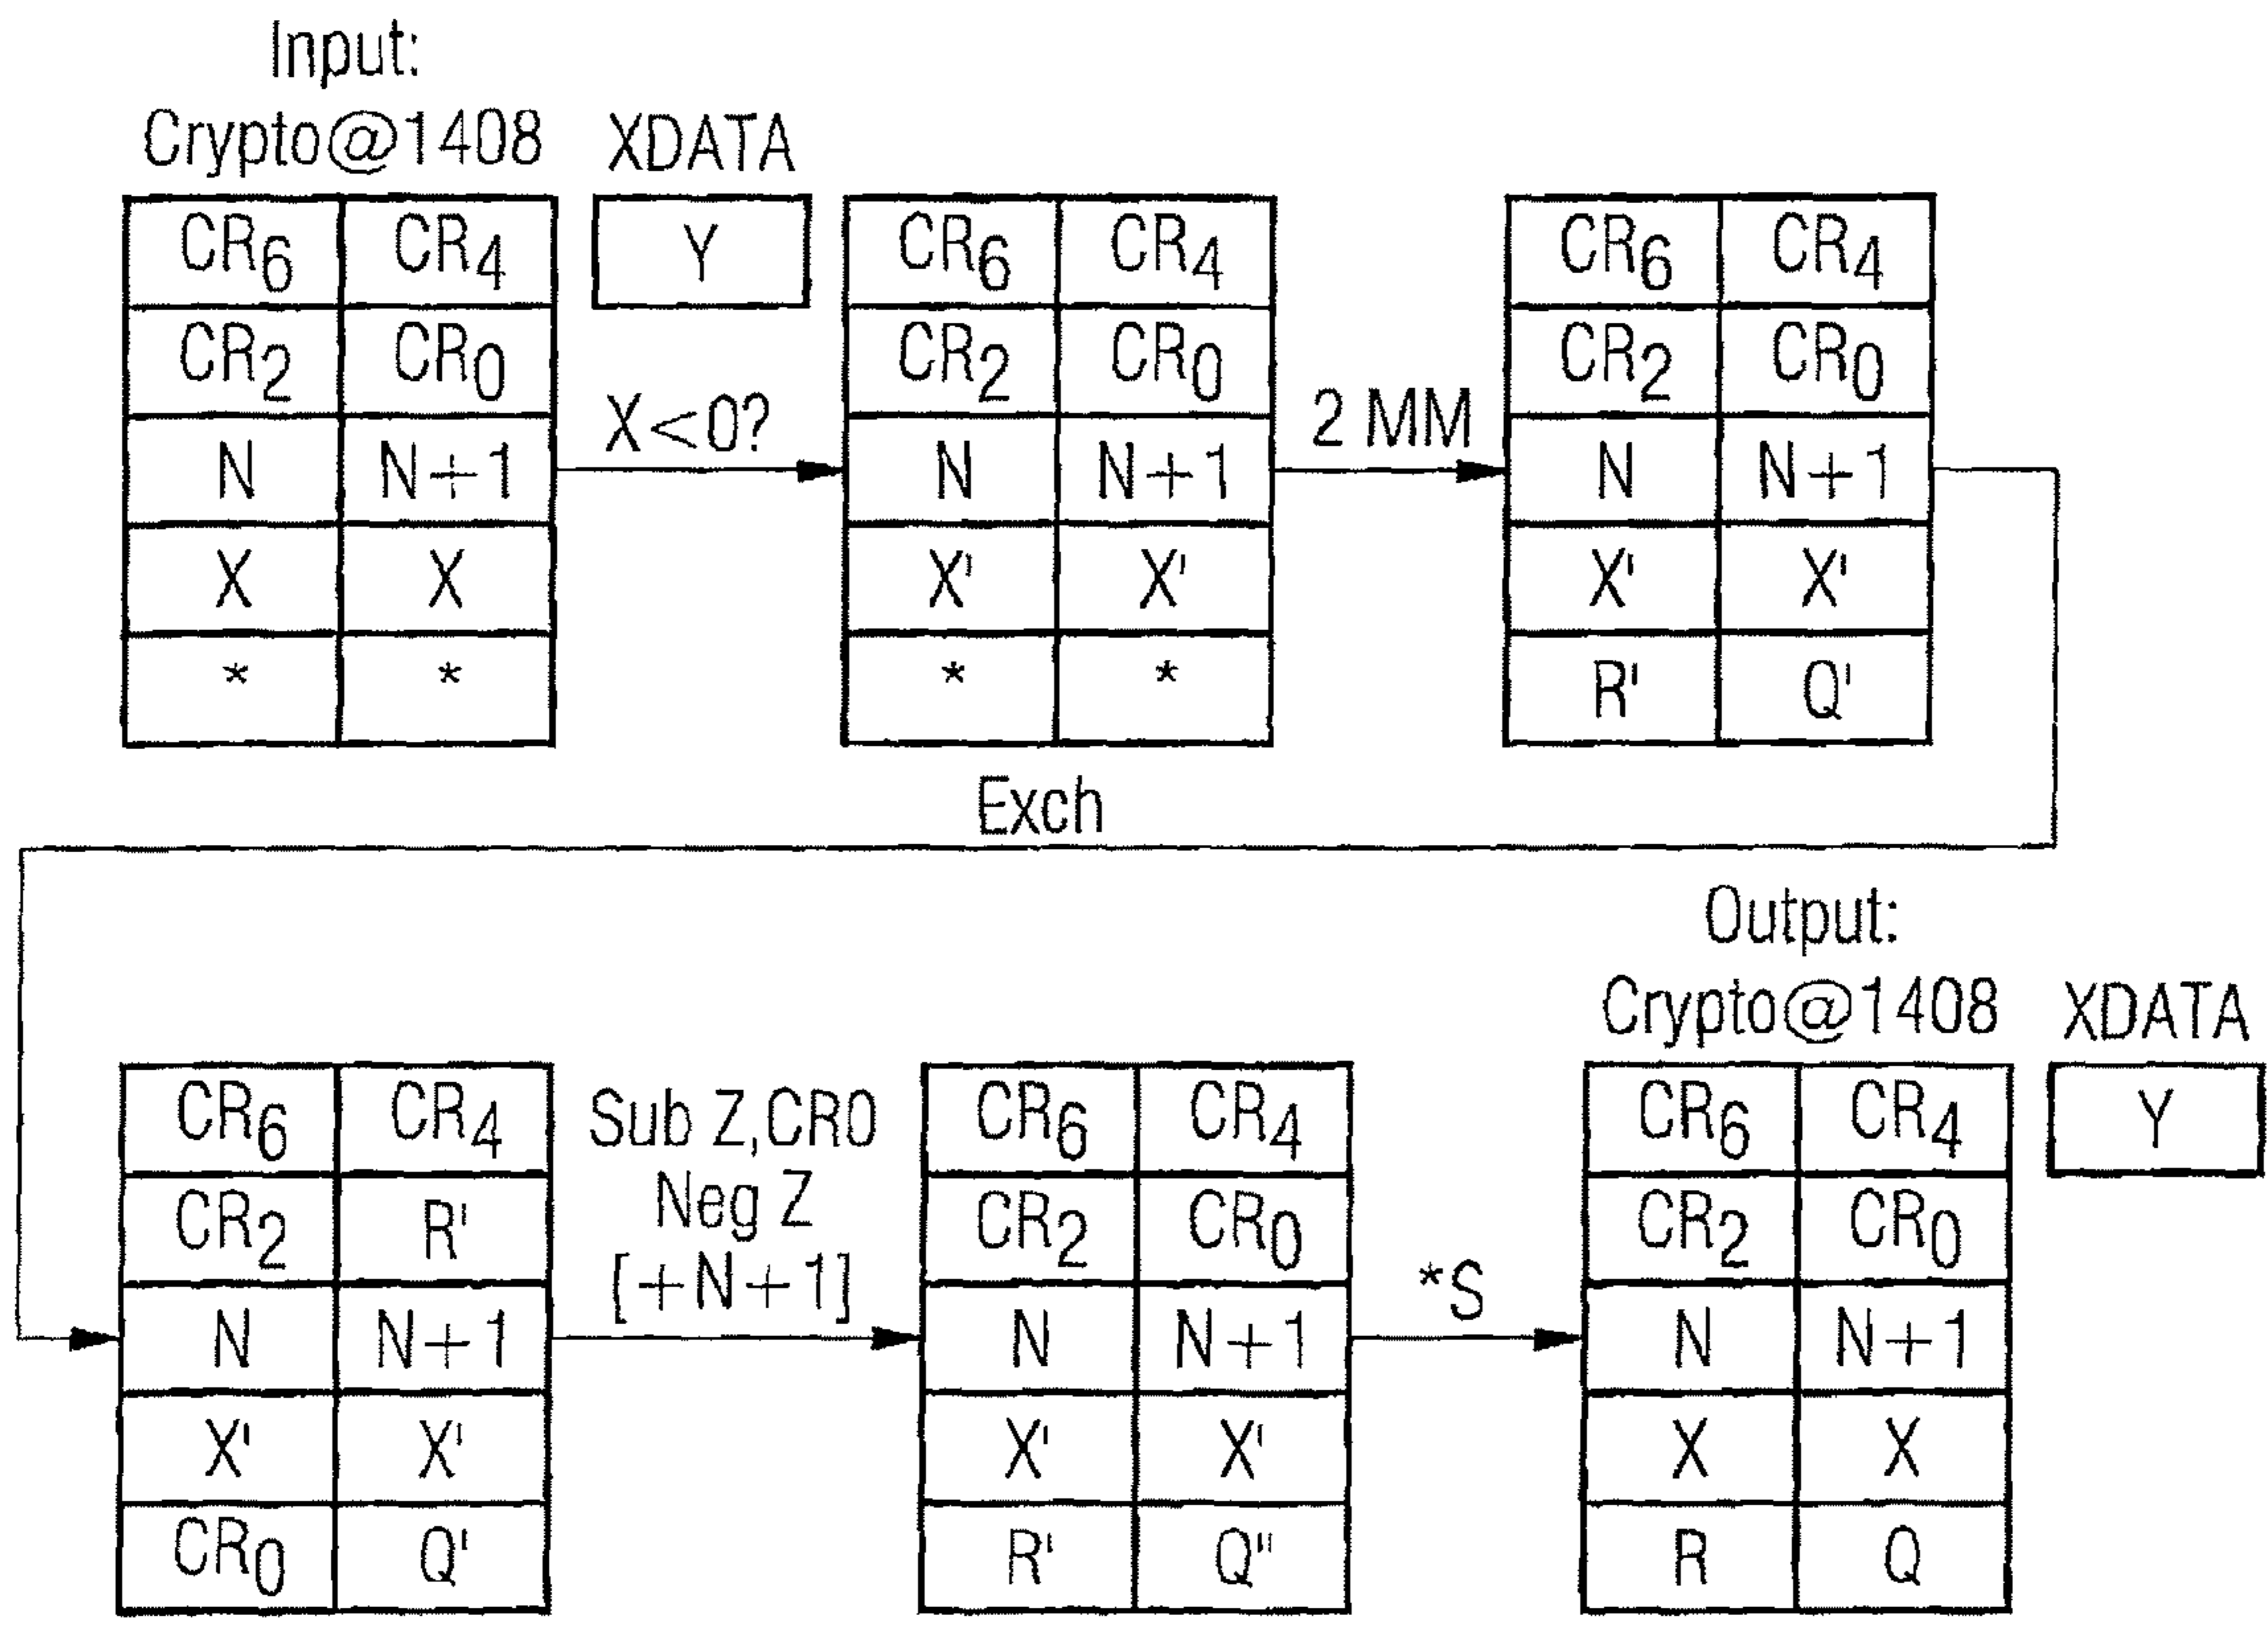 Input:
Crypto@1408 XDATA
CR6 CR4 Y CR6 CR4 CR6 CR4
CR2 CR0 CR2 CR0 CR2 CR0
X<0? 2 MM
N N+1 N N+1 N N+1
X X X' X' X' X'
* * * * R' Q'
Exch
Output:
Crypto@1408 XDATA
CR6 CR4 Sub Z,CR0 CR6 CR4 CR6 CR4 Y
CR2 R' Neg Z CR2 CR0 CR2 CR0
[+N+1] *S
N N+1 N N+1 N N+1
X' X' X' X' X X
CR0 Q' R' Q" R Q